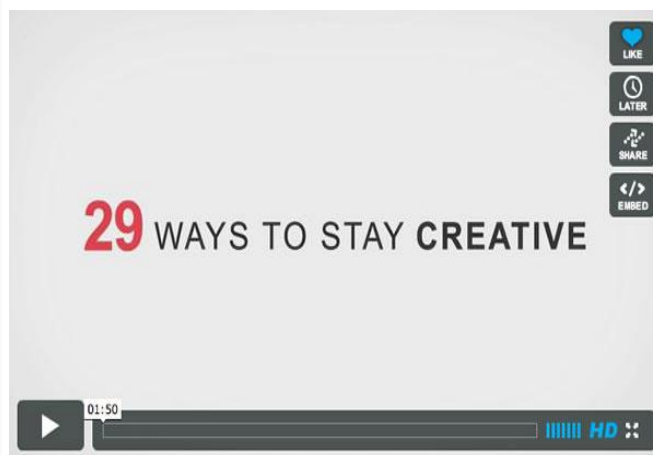 LIKE
LATER
SHARE
</> EMBED
29 WAYS TO STAY CREATIVE
01:50
HD